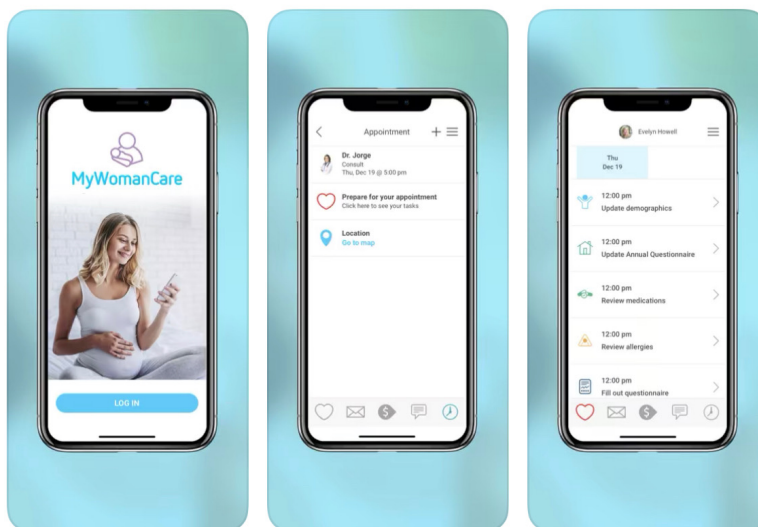 MyWomanCare
LOG IN
Appointment
Dr. Jorge
Consult
Thu, Dec 19 @ 5:00 pm
Prepare for your appointment
Click here to see your tasks
Location
Go to map
Evelyn Howell
Thu
Dec 19
12:00 pm
Update demographics
12:00 pm
Update Annual Questionnaire
12:00 pm
Review medications
12:00 pm
Review allergies
12:00 pm
Fill out questionnaire